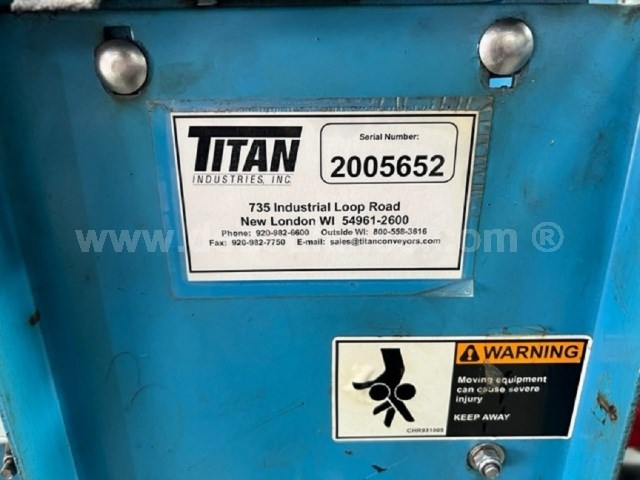 TITAN
INDUSTRIES, INC.
Serial Number:
2005652
735 Industrial Loop Road
New London WI 54961-2600
Phone: 920-982-6600 Outside WI: 800-558-3616
Fax: 920-982-7750 E-mail: sales@titanconveyors.com
WARNING
Moving equipment
can cause severe
injury
KEEP AWAY